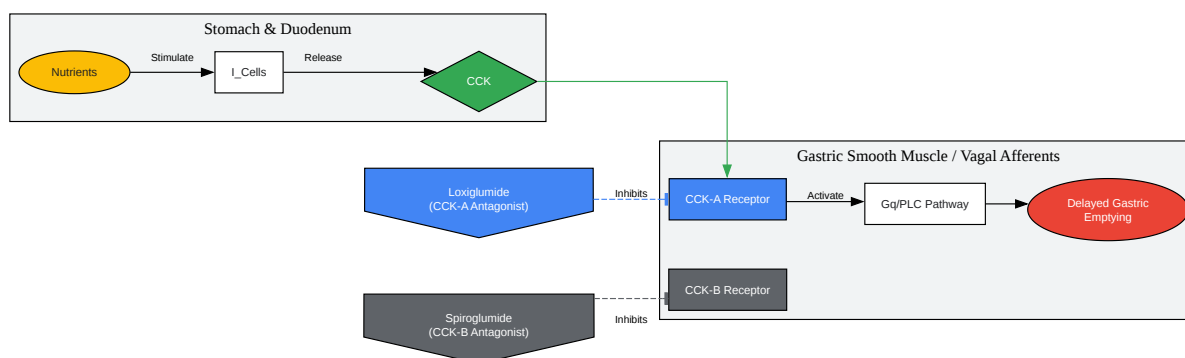 Stomach & Duodenum
Nutrients
Stimulate
I_Cells
Release
CCK
Gastric Smooth Muscle / Vagal Afferents
Loxiglumide
(CCK-A Antagonist)
Inhibits
CCK-A Receptor
Activate
Gq/PLC Pathway
Delayed Gastric
Emptying
CCK-B Receptor
Spiroglumide
(CCK-B Antagonist)
Inhibits